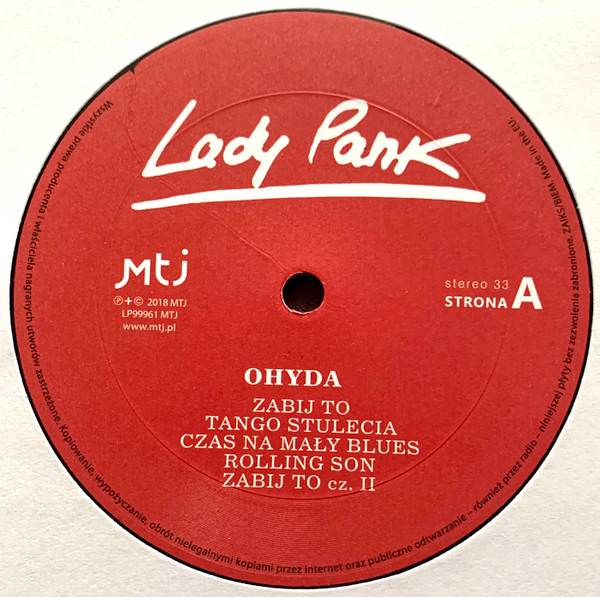 Lady Pank
mtj
℗+© 2018 MTJ
LP99961 MTJ
www.mtj.pl
stereo 33
STRONA A
OHYDA
ZABIJ TO
TANGO STULECIA
CZAS NA MAŁY BLUES
ROLLING SON
ZABIJ TO cz. II
Wszystkie prawa producenta i właściciela nagranych utworów zastrzeżone. Kopiowanie, wypożyczanie, obrót nielegalnymi kopiami przez internet oraz publiczne odtwarzanie – również przez radio – niniejszej płyty bez zezwolenia zabronione. ZAIKS/BIEM. Made in the EU.